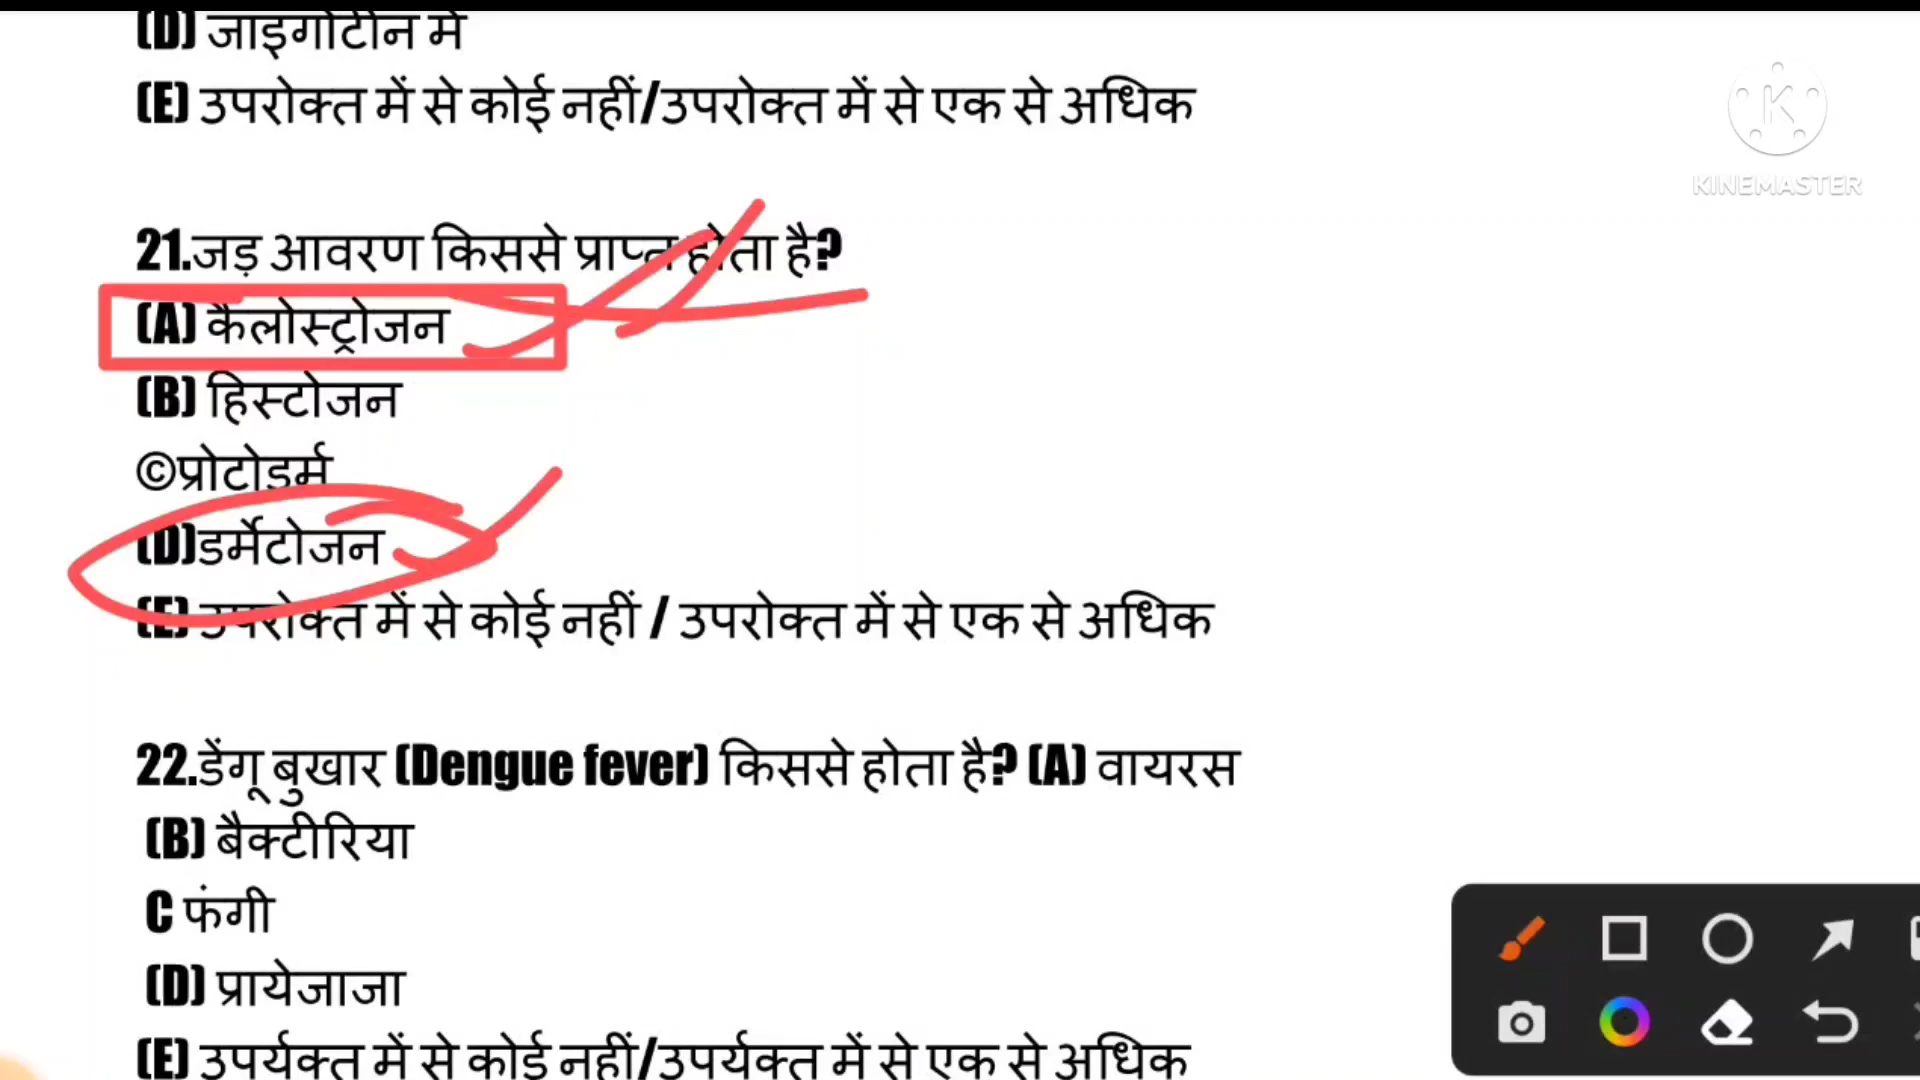 (D) जाइगोटीन में
(E) उपरोक्त में से कोई नहीं/उपरोक्त में से एक से अधिक
KINEMASTER
21.जड़ आवरण किससे प्राप्त होता है?
(A) कैलोस्ट्रोजन
(B) हिस्टोजन
©प्रोटोडर्म
(D)डर्मेटोजन
(E) उपरोक्त में से कोई नहीं / उपरोक्त में से एक से अधिक
22.डेंगू बुखार (Dengue fever) किससे होता है? (A) वायरस
(B) बैक्टीरिया
C फंगी
(D) प्रायेजाजा
(E) उपर्यक्त में से कोई नहीं/उपर्यक्त में से एक से अधिक